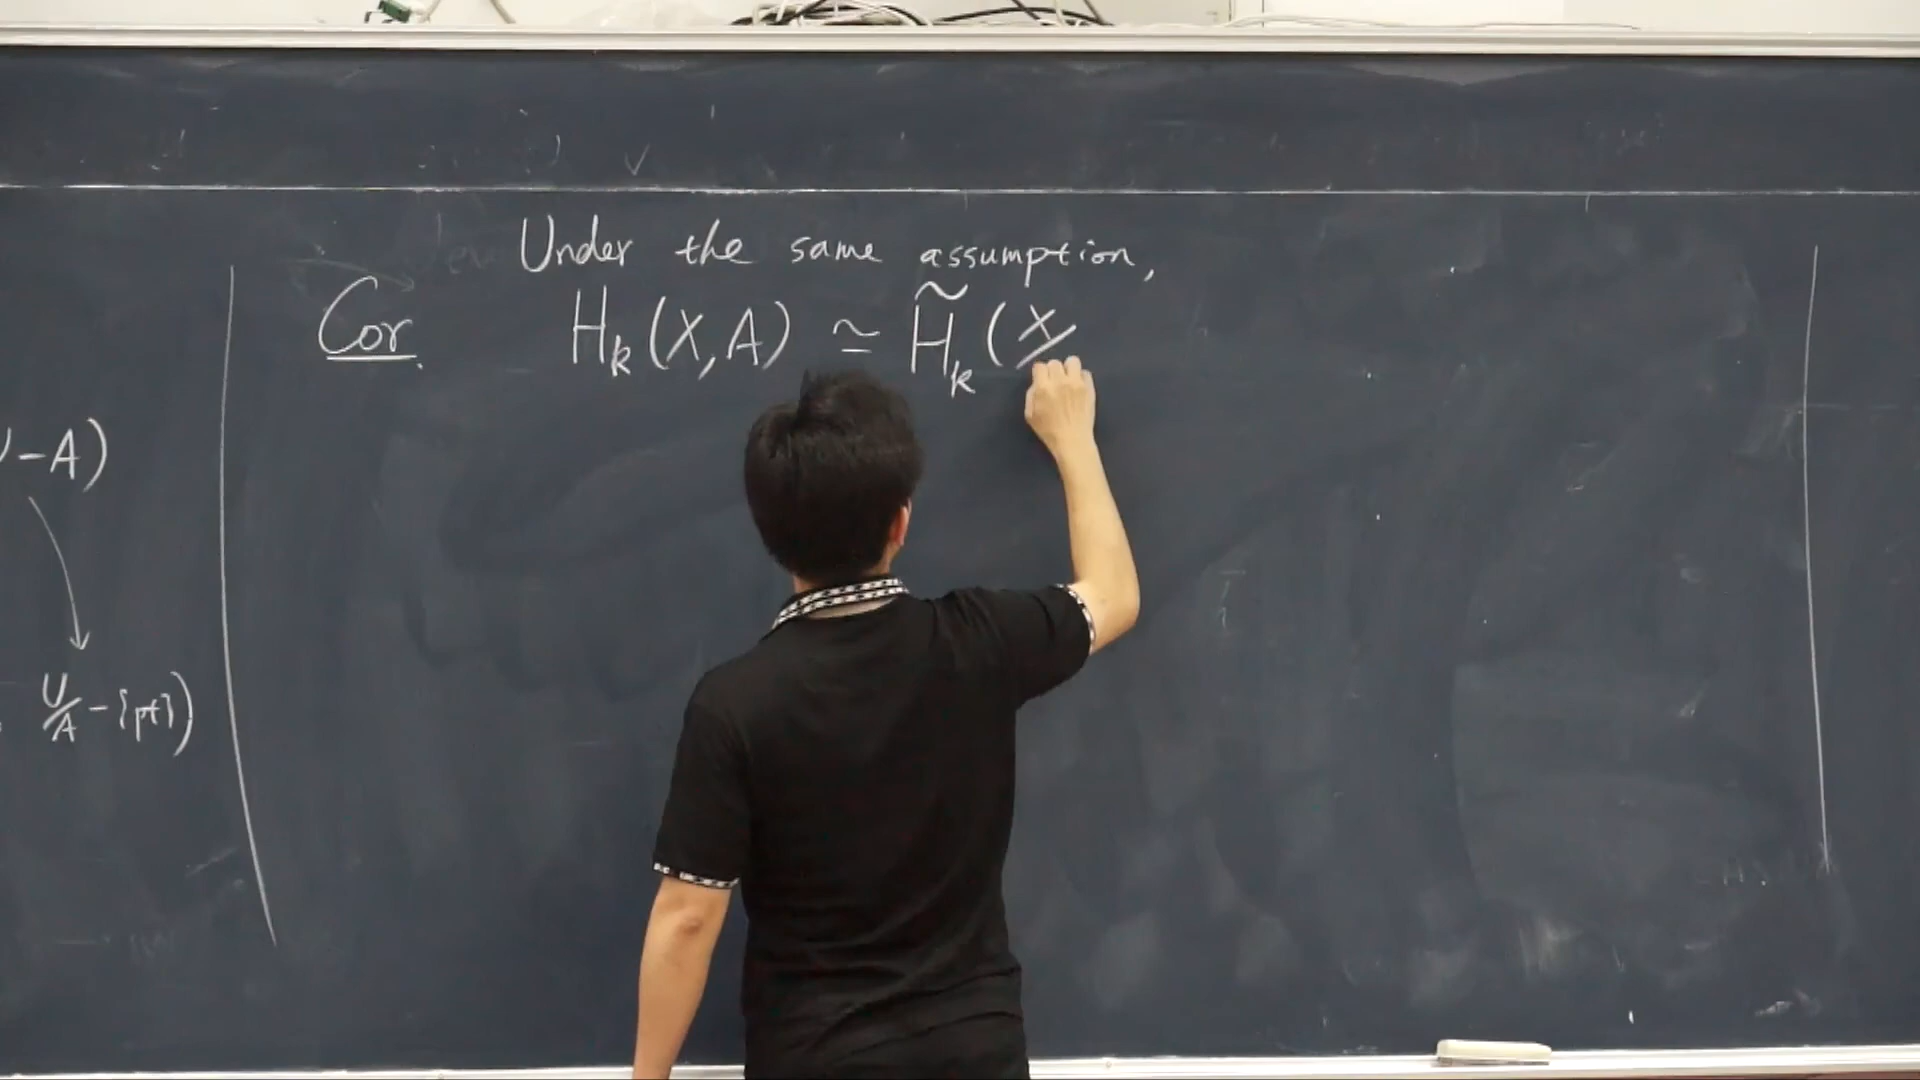 Under the same assumption,
Cor. H_k(X,A) ≃ H̃_k(X/
-A)
U/A - {pt})